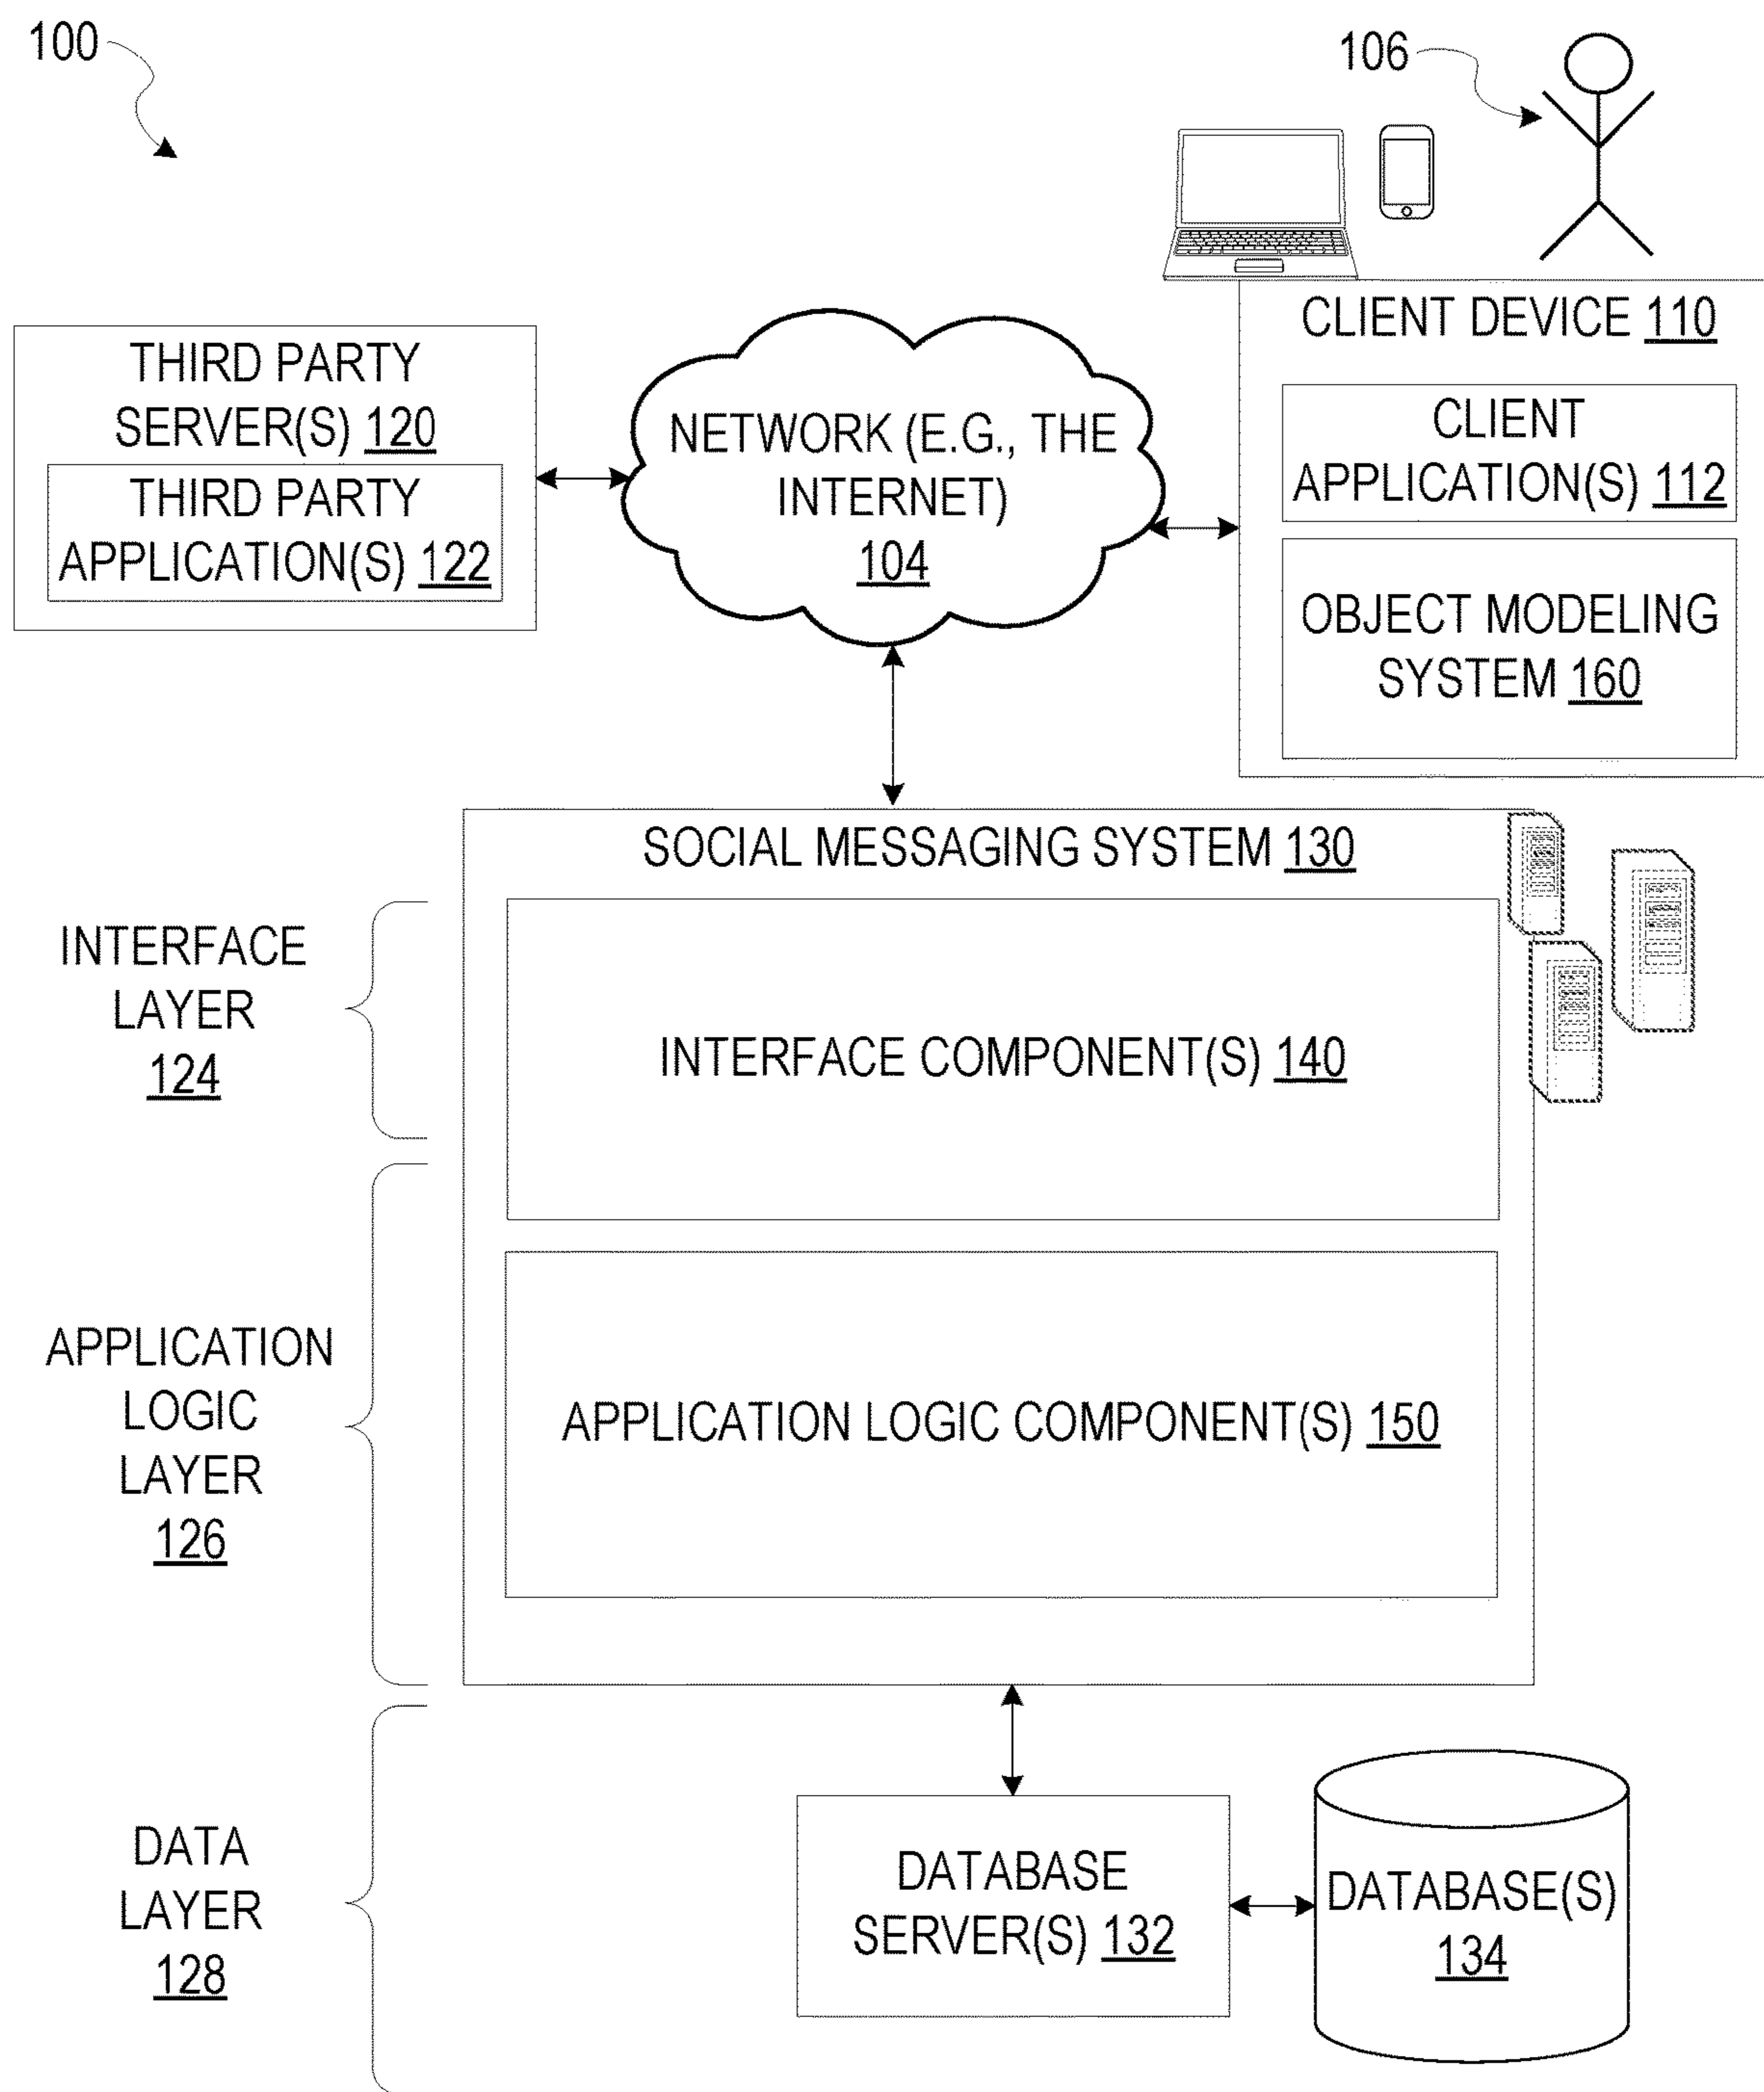 100
106
CLIENT DEVICE 110
CLIENT
APPLICATION(S) 112
OBJECT MODELING
SYSTEM 160
THIRD PARTY
SERVER(S) 120
THIRD PARTY
APPLICATION(S) 122
NETWORK (E.G., THE
INTERNET)
104
SOCIAL MESSAGING SYSTEM 130
INTERFACE
LAYER
124
INTERFACE COMPONENT(S) 140
APPLICATION
LOGIC
LAYER
126
APPLICATION LOGIC COMPONENT(S) 150
DATA
LAYER
128
DATABASE
SERVER(S) 132
DATABASE(S)
134